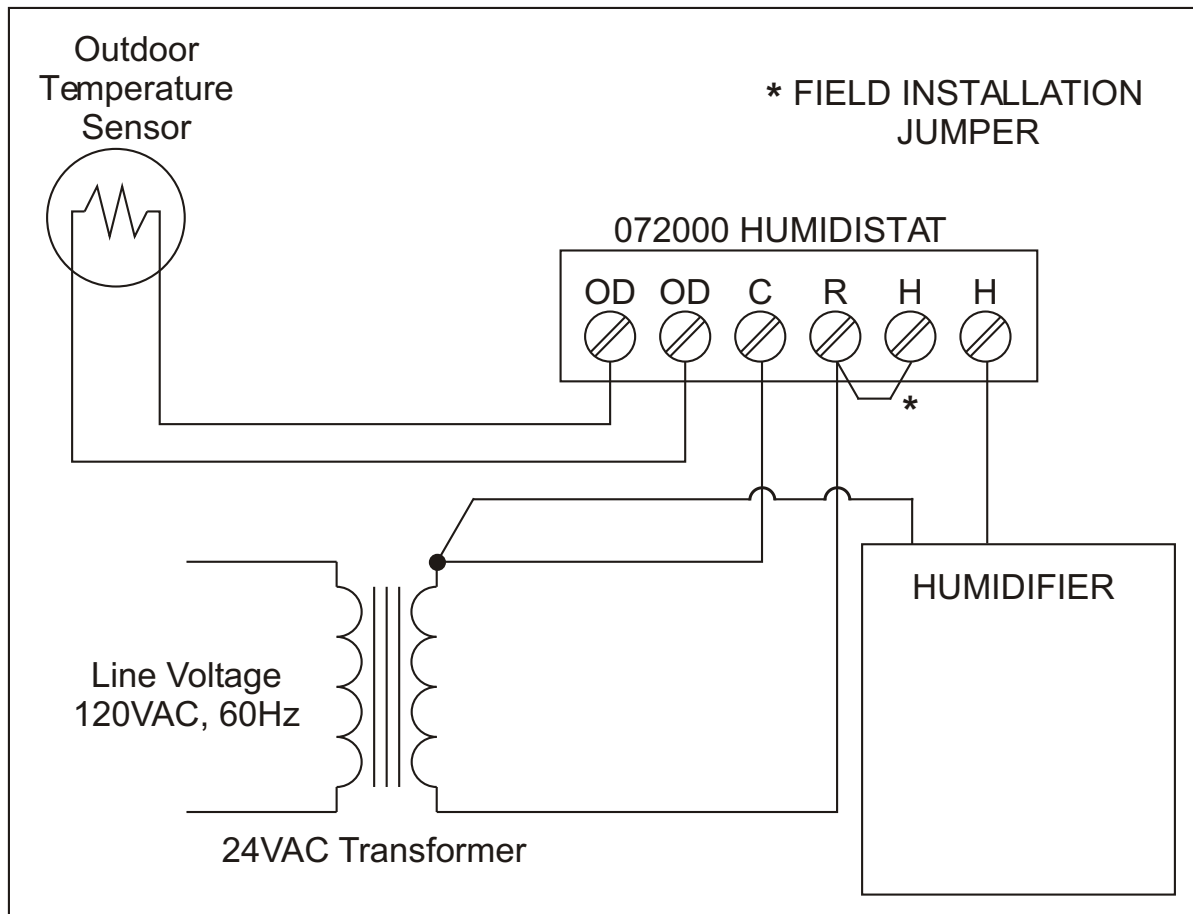 Outdoor
Temperature
Sensor
* FIELD INSTALLATION
JUMPER
072000 HUMIDISTAT
OD OD C R H H
*
HUMIDIFIER
Line Voltage
120VAC, 60Hz
24VAC Transformer